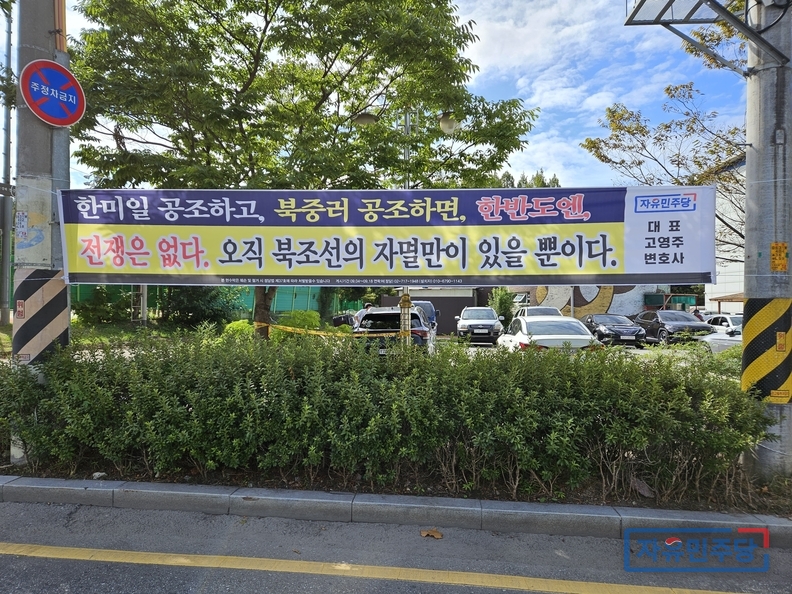 주정차금지
한미일 공조하고, 북중러 공조하면, 한반도엔,
전쟁은 없다. 오직 북조선의 자멸만이 있을 뿐이다.
자유민주당
대 표
고영주
변호사
자유민주당